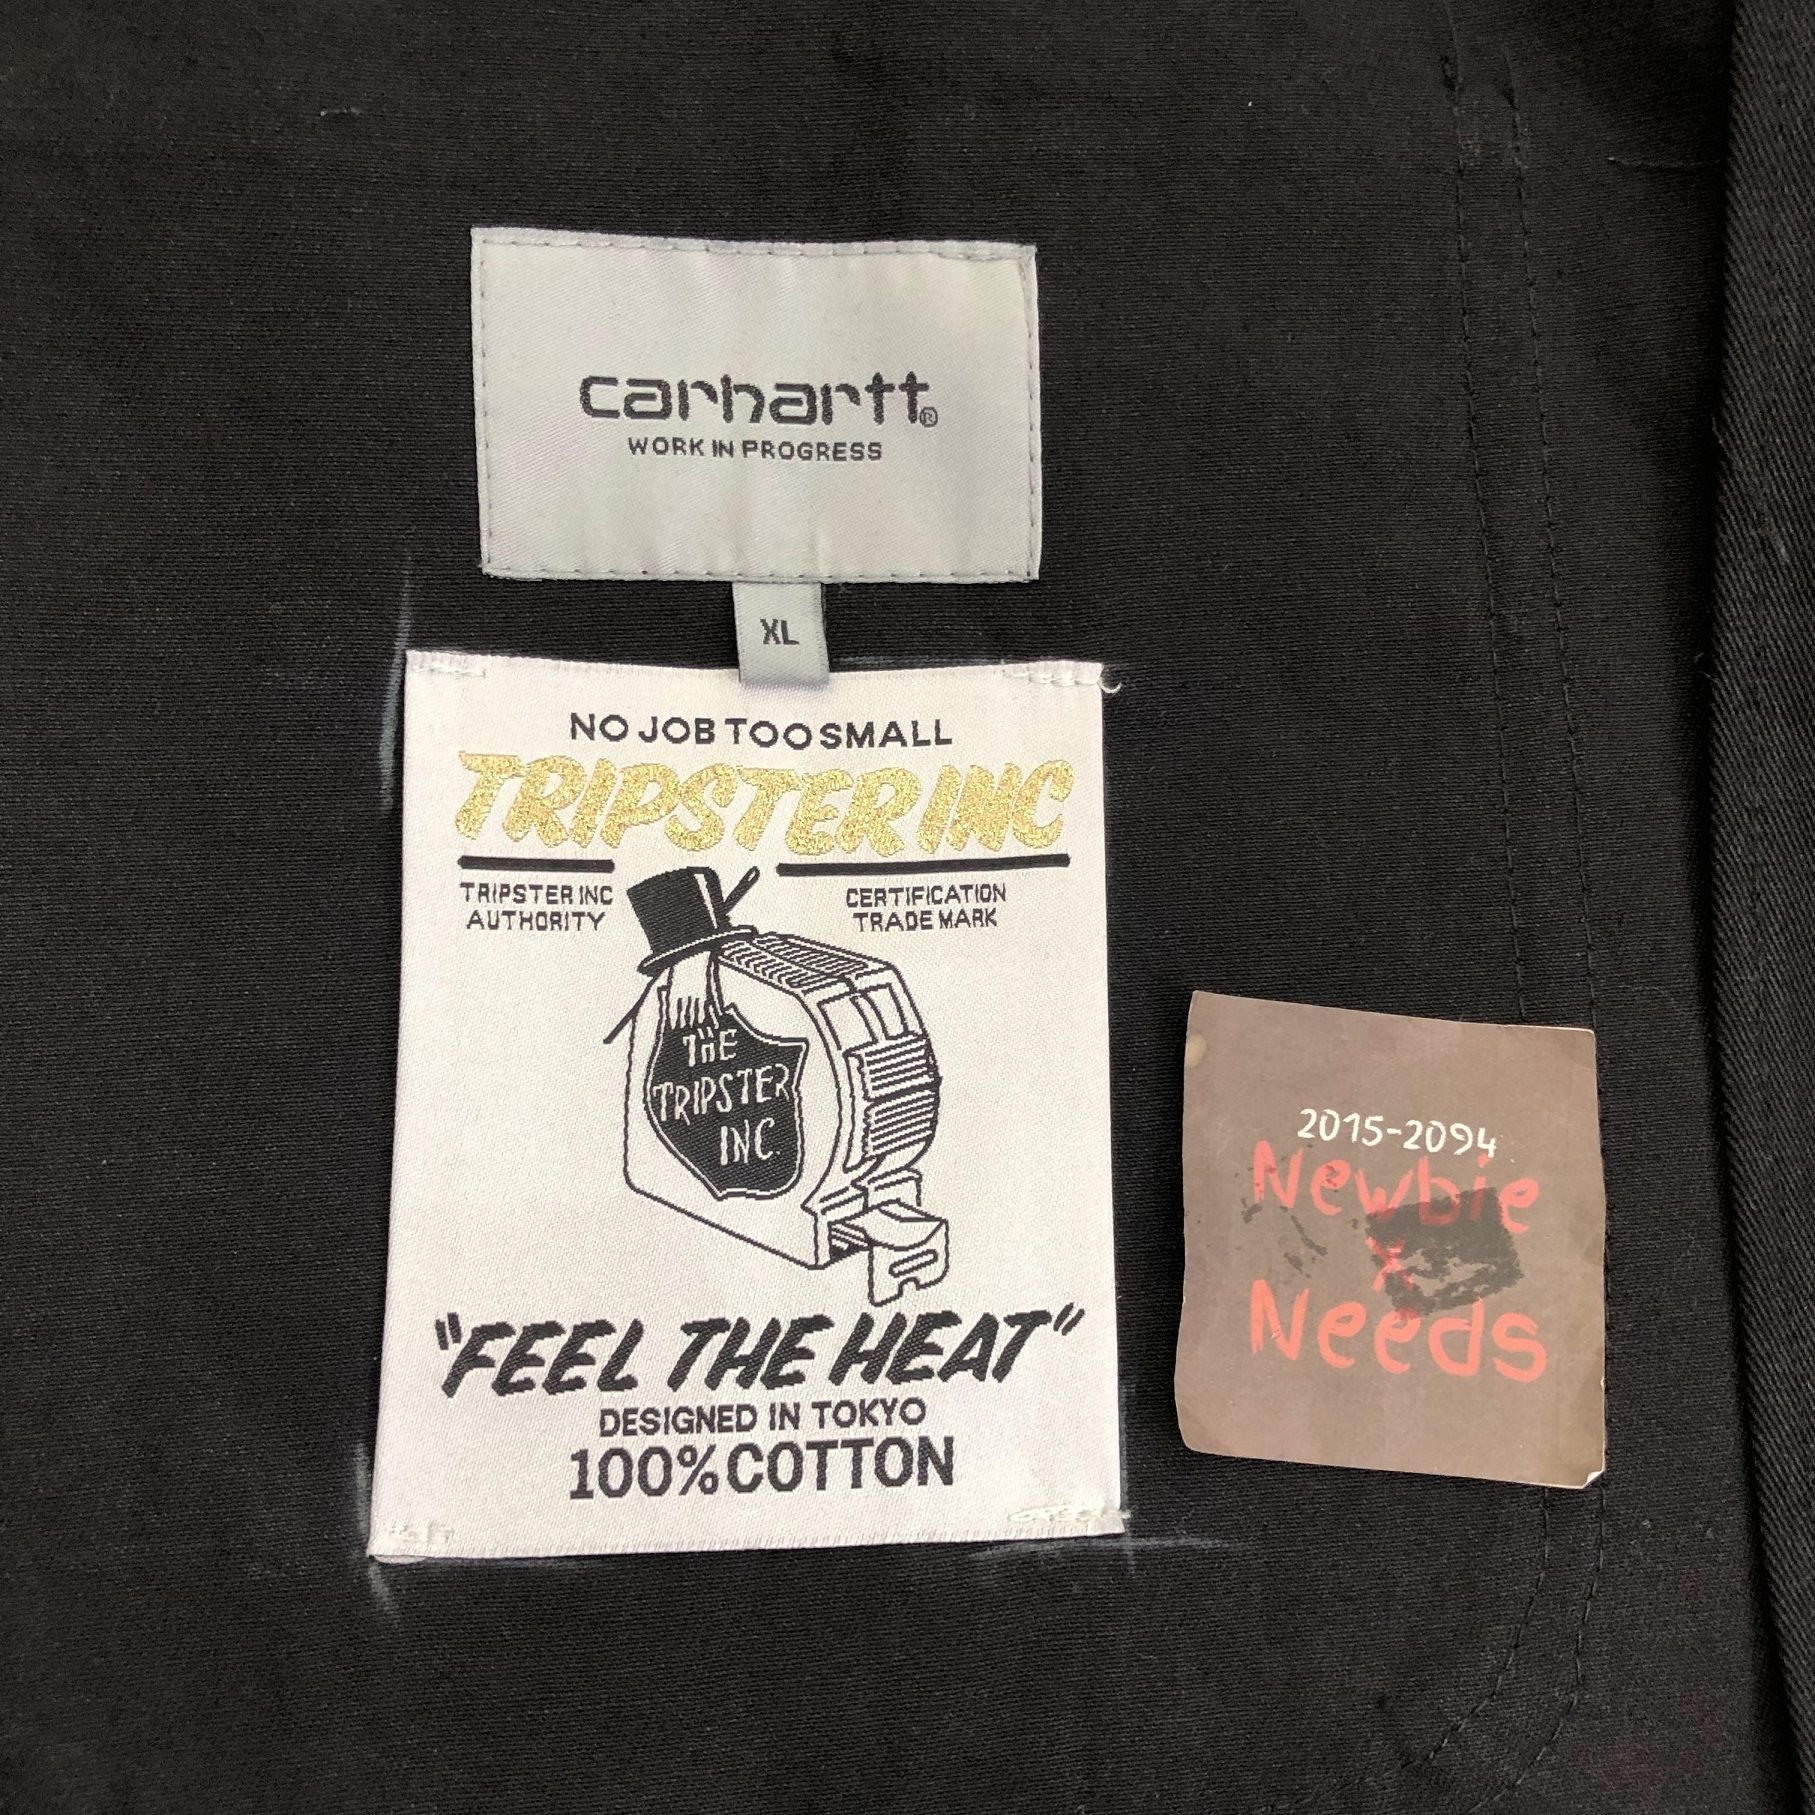 carhartt®
WORK IN PROGRESS
XL
NO JOB TOO SMALL
TRIPSTER INC
TRIPSTER INC
AUTHORITY
CERTIFICATION
TRADE MARK
THE
TRIPSTER
INC.
"FEEL THE HEAT"
DESIGNED IN TOKYO
100% COTTON
2015-2094
Newbie
X
Needs